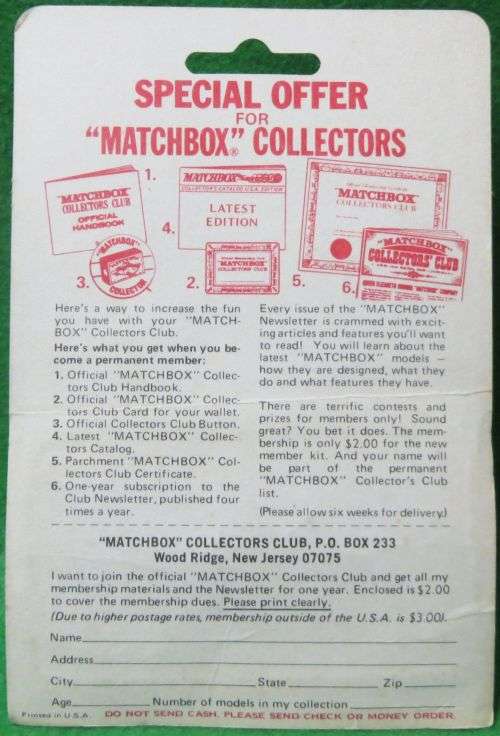 SPECIAL OFFER
FOR
"MATCHBOX"® COLLECTORS
1.
MATCHBOX
COLLECTORS CLUB
OFFICIAL
HANDBOOK
MATCHBOX
COLLECTOR'S CATALOG U.S.A. EDITION
LATEST
EDITION
4.
MATCHBOX
COLLECTORS CLUB
3.
"MATCHBOX"
COLLECTOR
2.
MATCHBOX
COLLECTORS CLUB
5.
6.
"MATCHBOX"
COLLECTORS' CLUB
Here's a way to increase the fun
you have with your "MATCH-
BOX" Collectors Club.
Here's what you get when you be-
come a permanent member:
1. Official "MATCHBOX" Collec-
tors Club Handbook.
2. Official "MATCHBOX" Collec-
tors Club Card for your wallet.
3. Official Collectors Club Button.
4. Latest "MATCHBOX" Collec-
tors Catalog.
5. Parchment "MATCHBOX" Col-
lectors Club Certificate.
6. One-year subscription to the
Club Newsletter, published four
times a year.
Every issue of the "MATCHBOX"
Newsletter is crammed with excit-
ing articles and features you'll want
to read! You will learn about the
latest "MATCHBOX" models —
how they are designed, what they
do and what features they have.
There are terrific contests and
prizes for members only! Sound
great? You bet it does. The mem-
bership is only $2.00 for the new
member kit. And your name will
be part of the permanent
"MATCHBOX" Collector's Club
list.
(Please allow six weeks for delivery.)
"MATCHBOX" COLLECTORS CLUB, P.O. BOX 233
Wood Ridge, New Jersey 07075
I want to join the official "MATCHBOX" Collectors Club and get all my
membership materials and the Newsletter for one year. Enclosed is $2.00
to cover the membership dues. Please print clearly.
(Due to higher postage rates, membership outside of the U.S.A. is $3.00).
Name
Address
City State Zip
Age Number of models in my collection
Printed in U.S.A. DO NOT SEND CASH. PLEASE SEND CHECK OR MONEY ORDER.